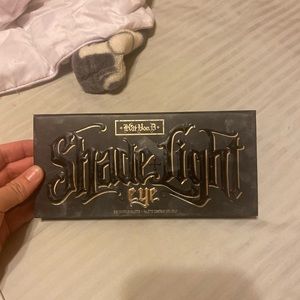 Kat Von D
Shade + Light
eye